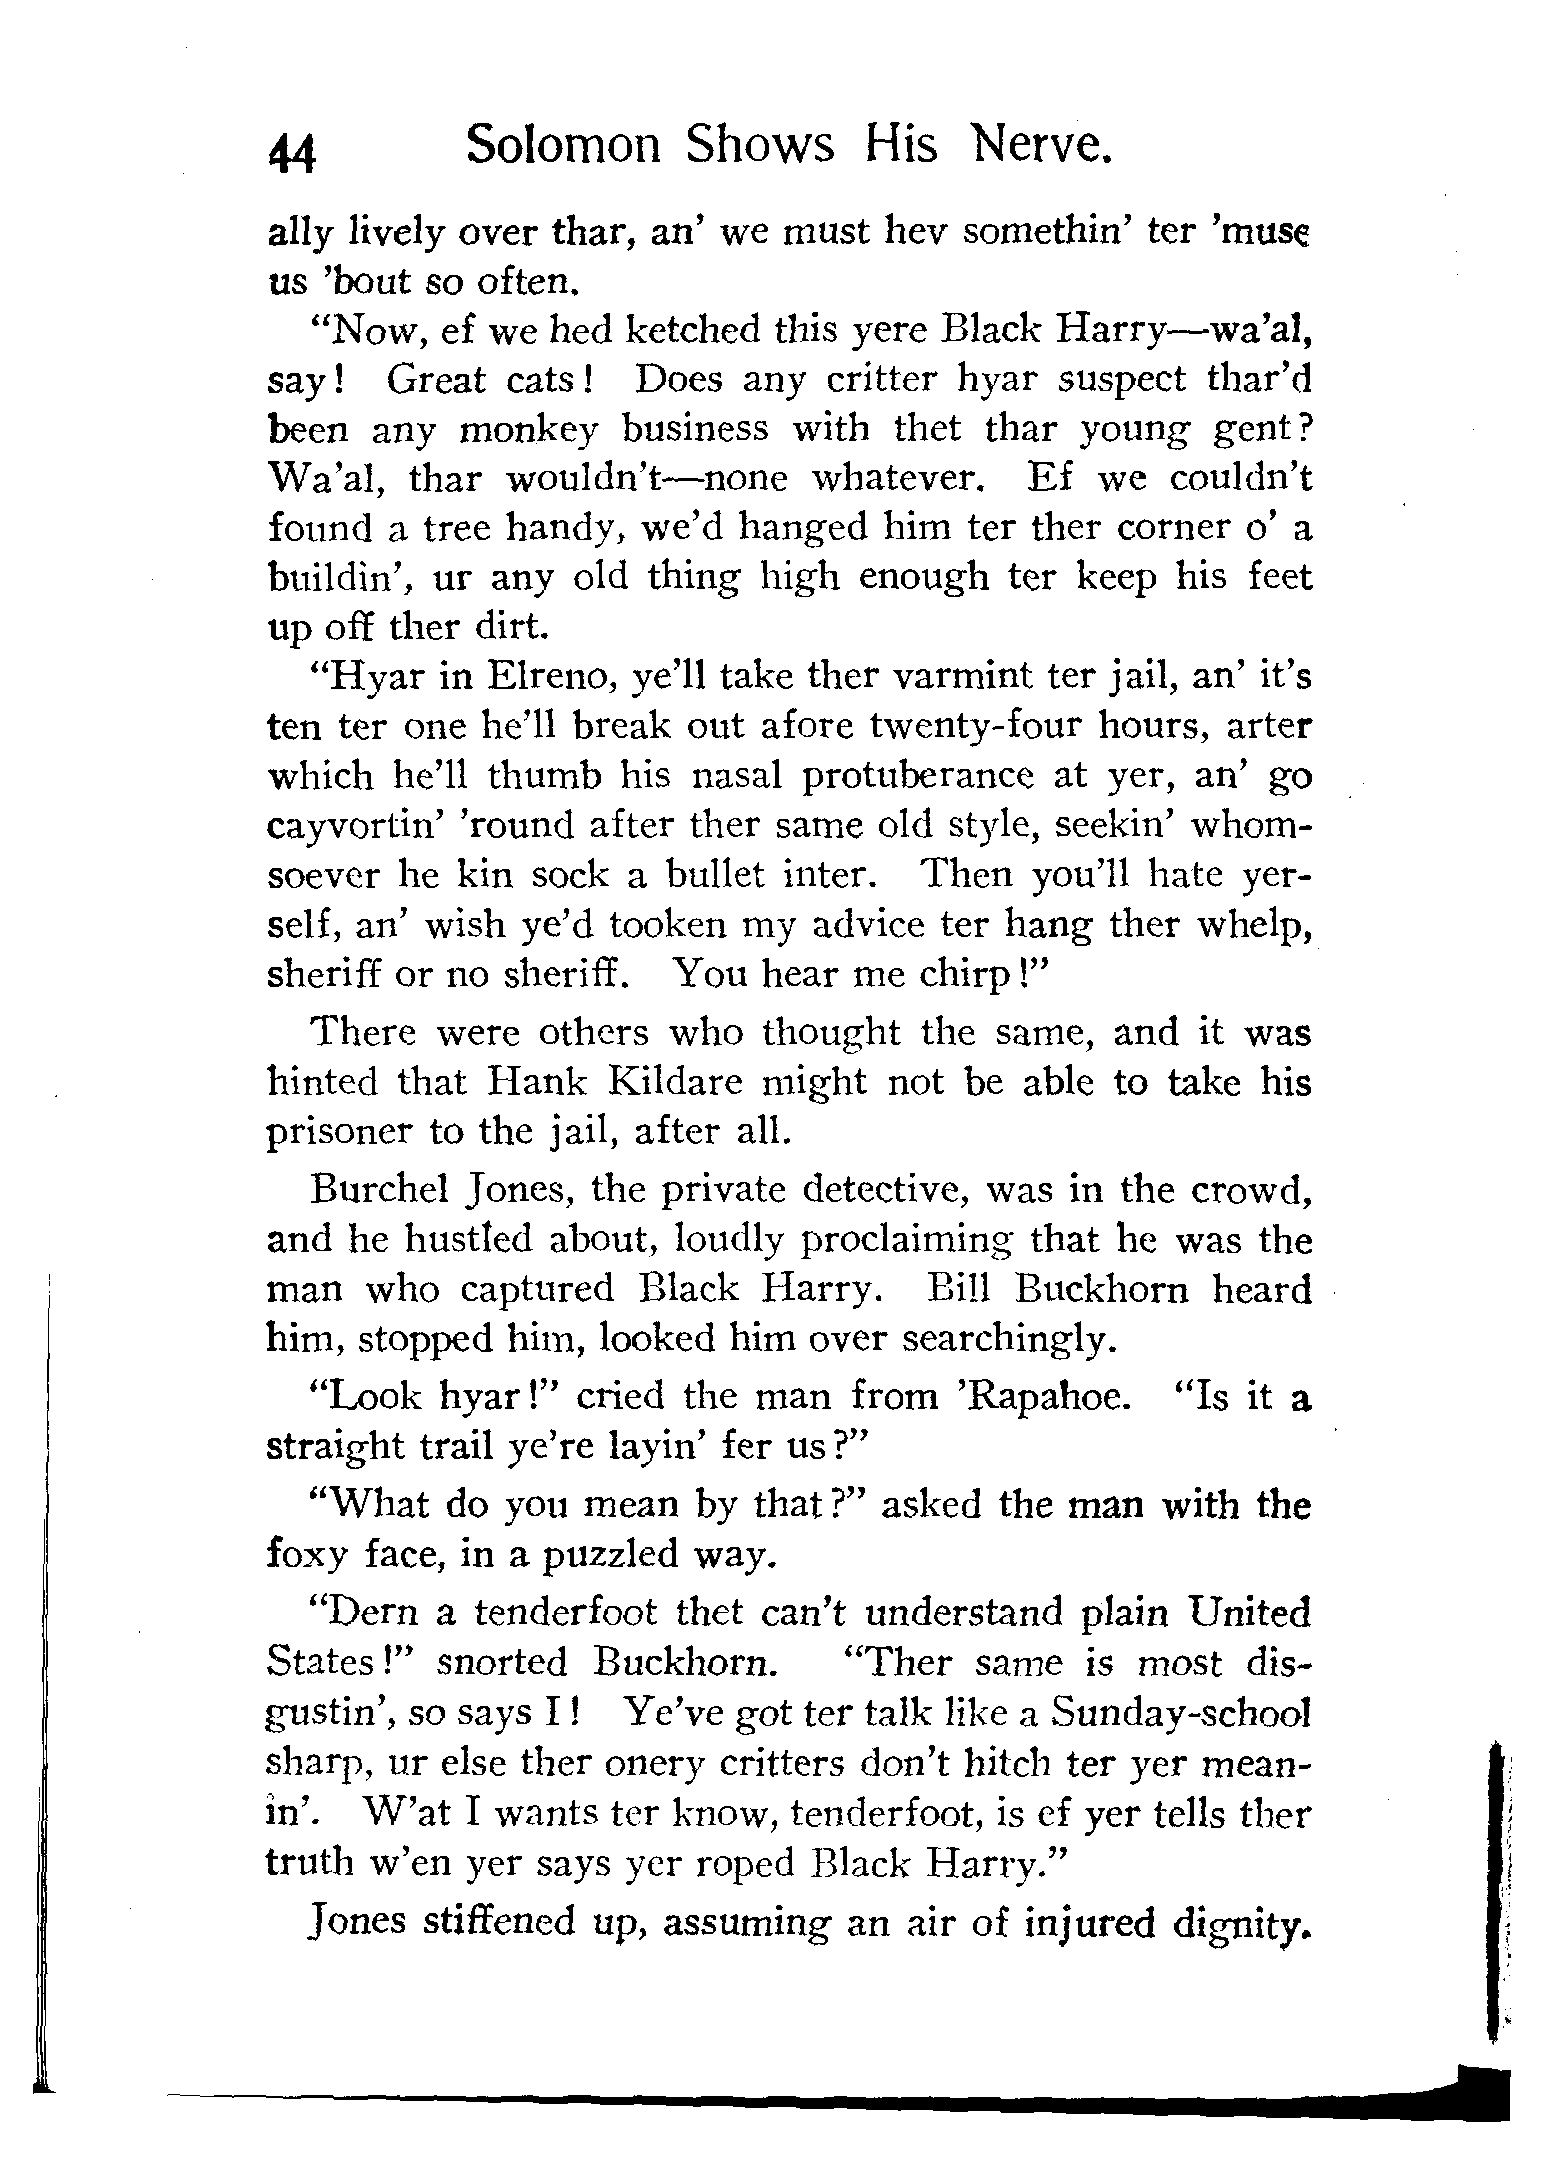 44 Solomon Shows His Nerve.
ally lively over thar, an' we must hev somethin' ter 'muse
us 'bout so often.
"Now, ef we hed ketched this yere Black Harry—wa'al,
say! Great cats! Does any critter hyar suspect thar'd
been any monkey business with thet thar young gent?
Wa'al, thar wouldn't—none whatever. Ef we couldn't
found a tree handy, we'd hanged him ter ther corner o' a
buildin', ur any old thing high enough ter keep his feet
up off ther dirt.
"Hyar in Elreno, ye'll take ther varmint ter jail, an' it's
ten ter one he'll break out afore twenty-four hours, arter
which he'll thumb his nasal protuberance at yer, an' go
cayvortin' 'round after ther same old style, seekin' whom-
soever he kin sock a bullet inter. Then you'll hate yer-
self, an' wish ye'd tooken my advice ter hang ther whelp,
sheriff or no sheriff. You hear me chirp!"
There were others who thought the same, and it was
hinted that Hank Kildare might not be able to take his
prisoner to the jail, after all.
Burchel Jones, the private detective, was in the crowd,
and he hustled about, loudly proclaiming that he was the
man who captured Black Harry. Bill Buckhorn heard
him, stopped him, looked him over searchingly.
"Look hyar!" cried the man from 'Rapahoe. "Is it a
straight trail ye're layin' fer us?"
"What do you mean by that?" asked the man with the
foxy face, in a puzzled way.
"Dern a tenderfoot thet can't understand plain United
States!" snorted Buckhorn. "Ther same is most dis-
gustin', so says I! Ye've got ter talk like a Sunday-school
sharp, ur else ther onery critters don't hitch ter yer mean-
in'. W'at I wants ter know, tenderfoot, is ef yer tells ther
truth w'en yer says yer roped Black Harry."
Jones stiffened up, assuming an air of injured dignity.